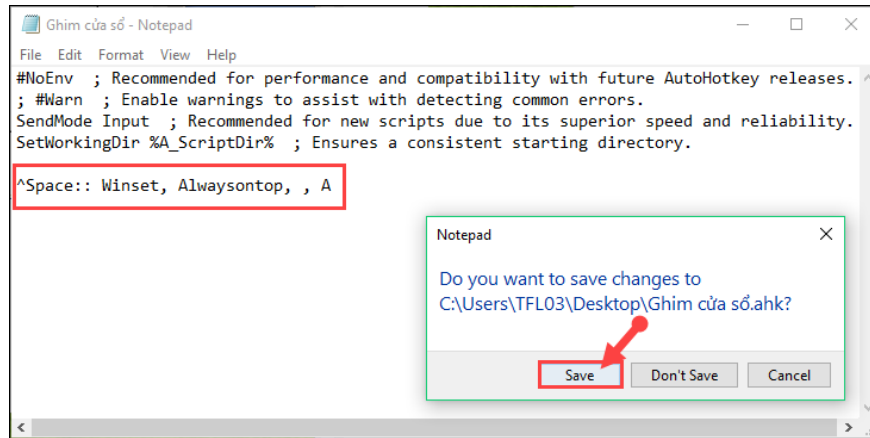 Ghim cửa sổ - Notepad
File Edit Format View Help
#NoEnv  ; Recommended for performance and compatibility with future AutoHotkey releases.
; #Warn  ; Enable warnings to assist with detecting common errors.
SendMode Input  ; Recommended for new scripts due to its superior speed and reliability.
SetWorkingDir %A_ScriptDir%  ; Ensures a consistent starting directory.
^Space:: Winset, Alwaysontop, , A
Notepad
Do you want to save changes to
C:\Users\TFL03\Desktop\Ghim cửa sổ.ahk?
Save Don't Save Cancel